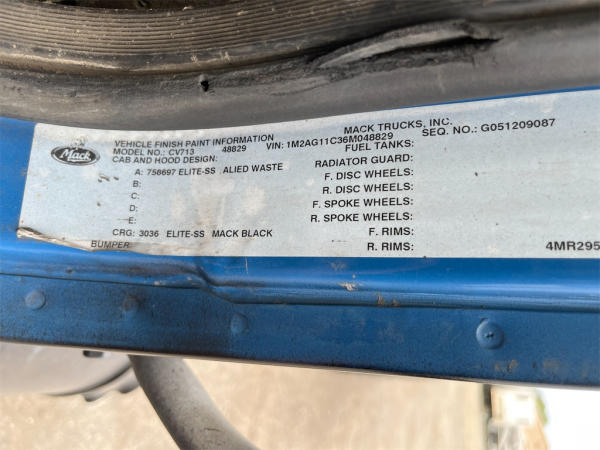 MACK TRUCKS, INC.
VEHICLE FINISH PAINT INFORMATION VIN: 1M2AG11C36M048829 SEQ. NO.: G051209087
MODEL NO.: CV713 48829 FUEL TANKS:
CAB AND HOOD DESIGN: RADIATOR GUARD:
Mack
A: 758697 ELITE-SS ALIED WASTE F. DISC WHEELS:
B: R. DISC WHEELS:
C: F. SPOKE WHEELS:
D: R. SPOKE WHEELS:
E: F. RIMS:
CRG: 3036 ELITE-SS MACK BLACK R. RIMS:
BUMPER: 4MR295